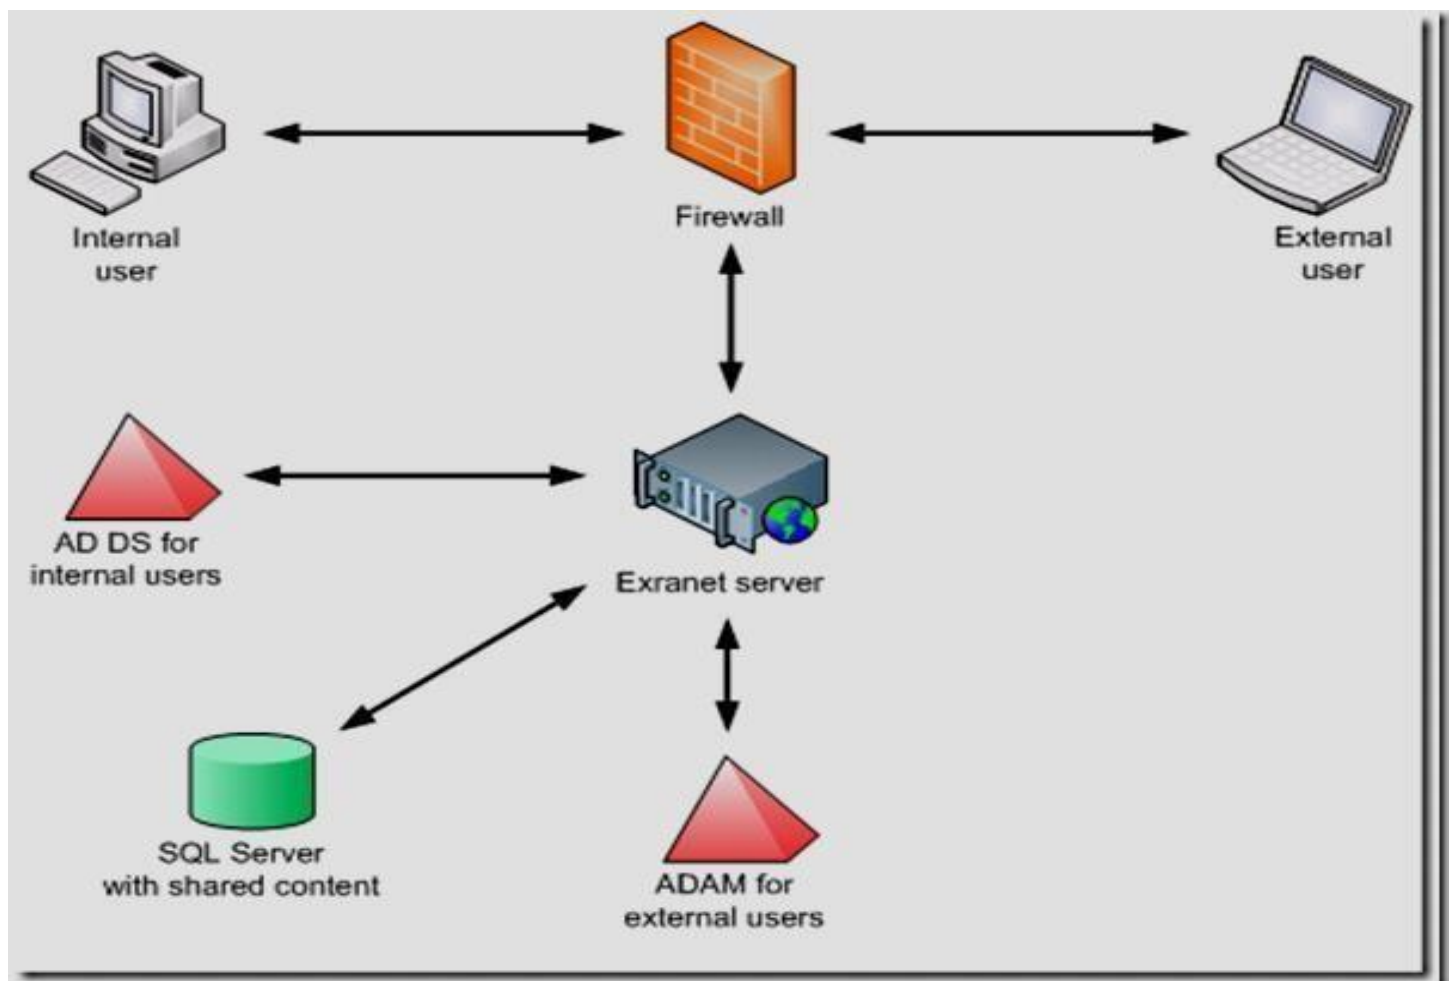 Internal
user
Firewall
External
user
AD DS for
internal users
Exranet server
SQL Server
with shared content
ADAM for
external users